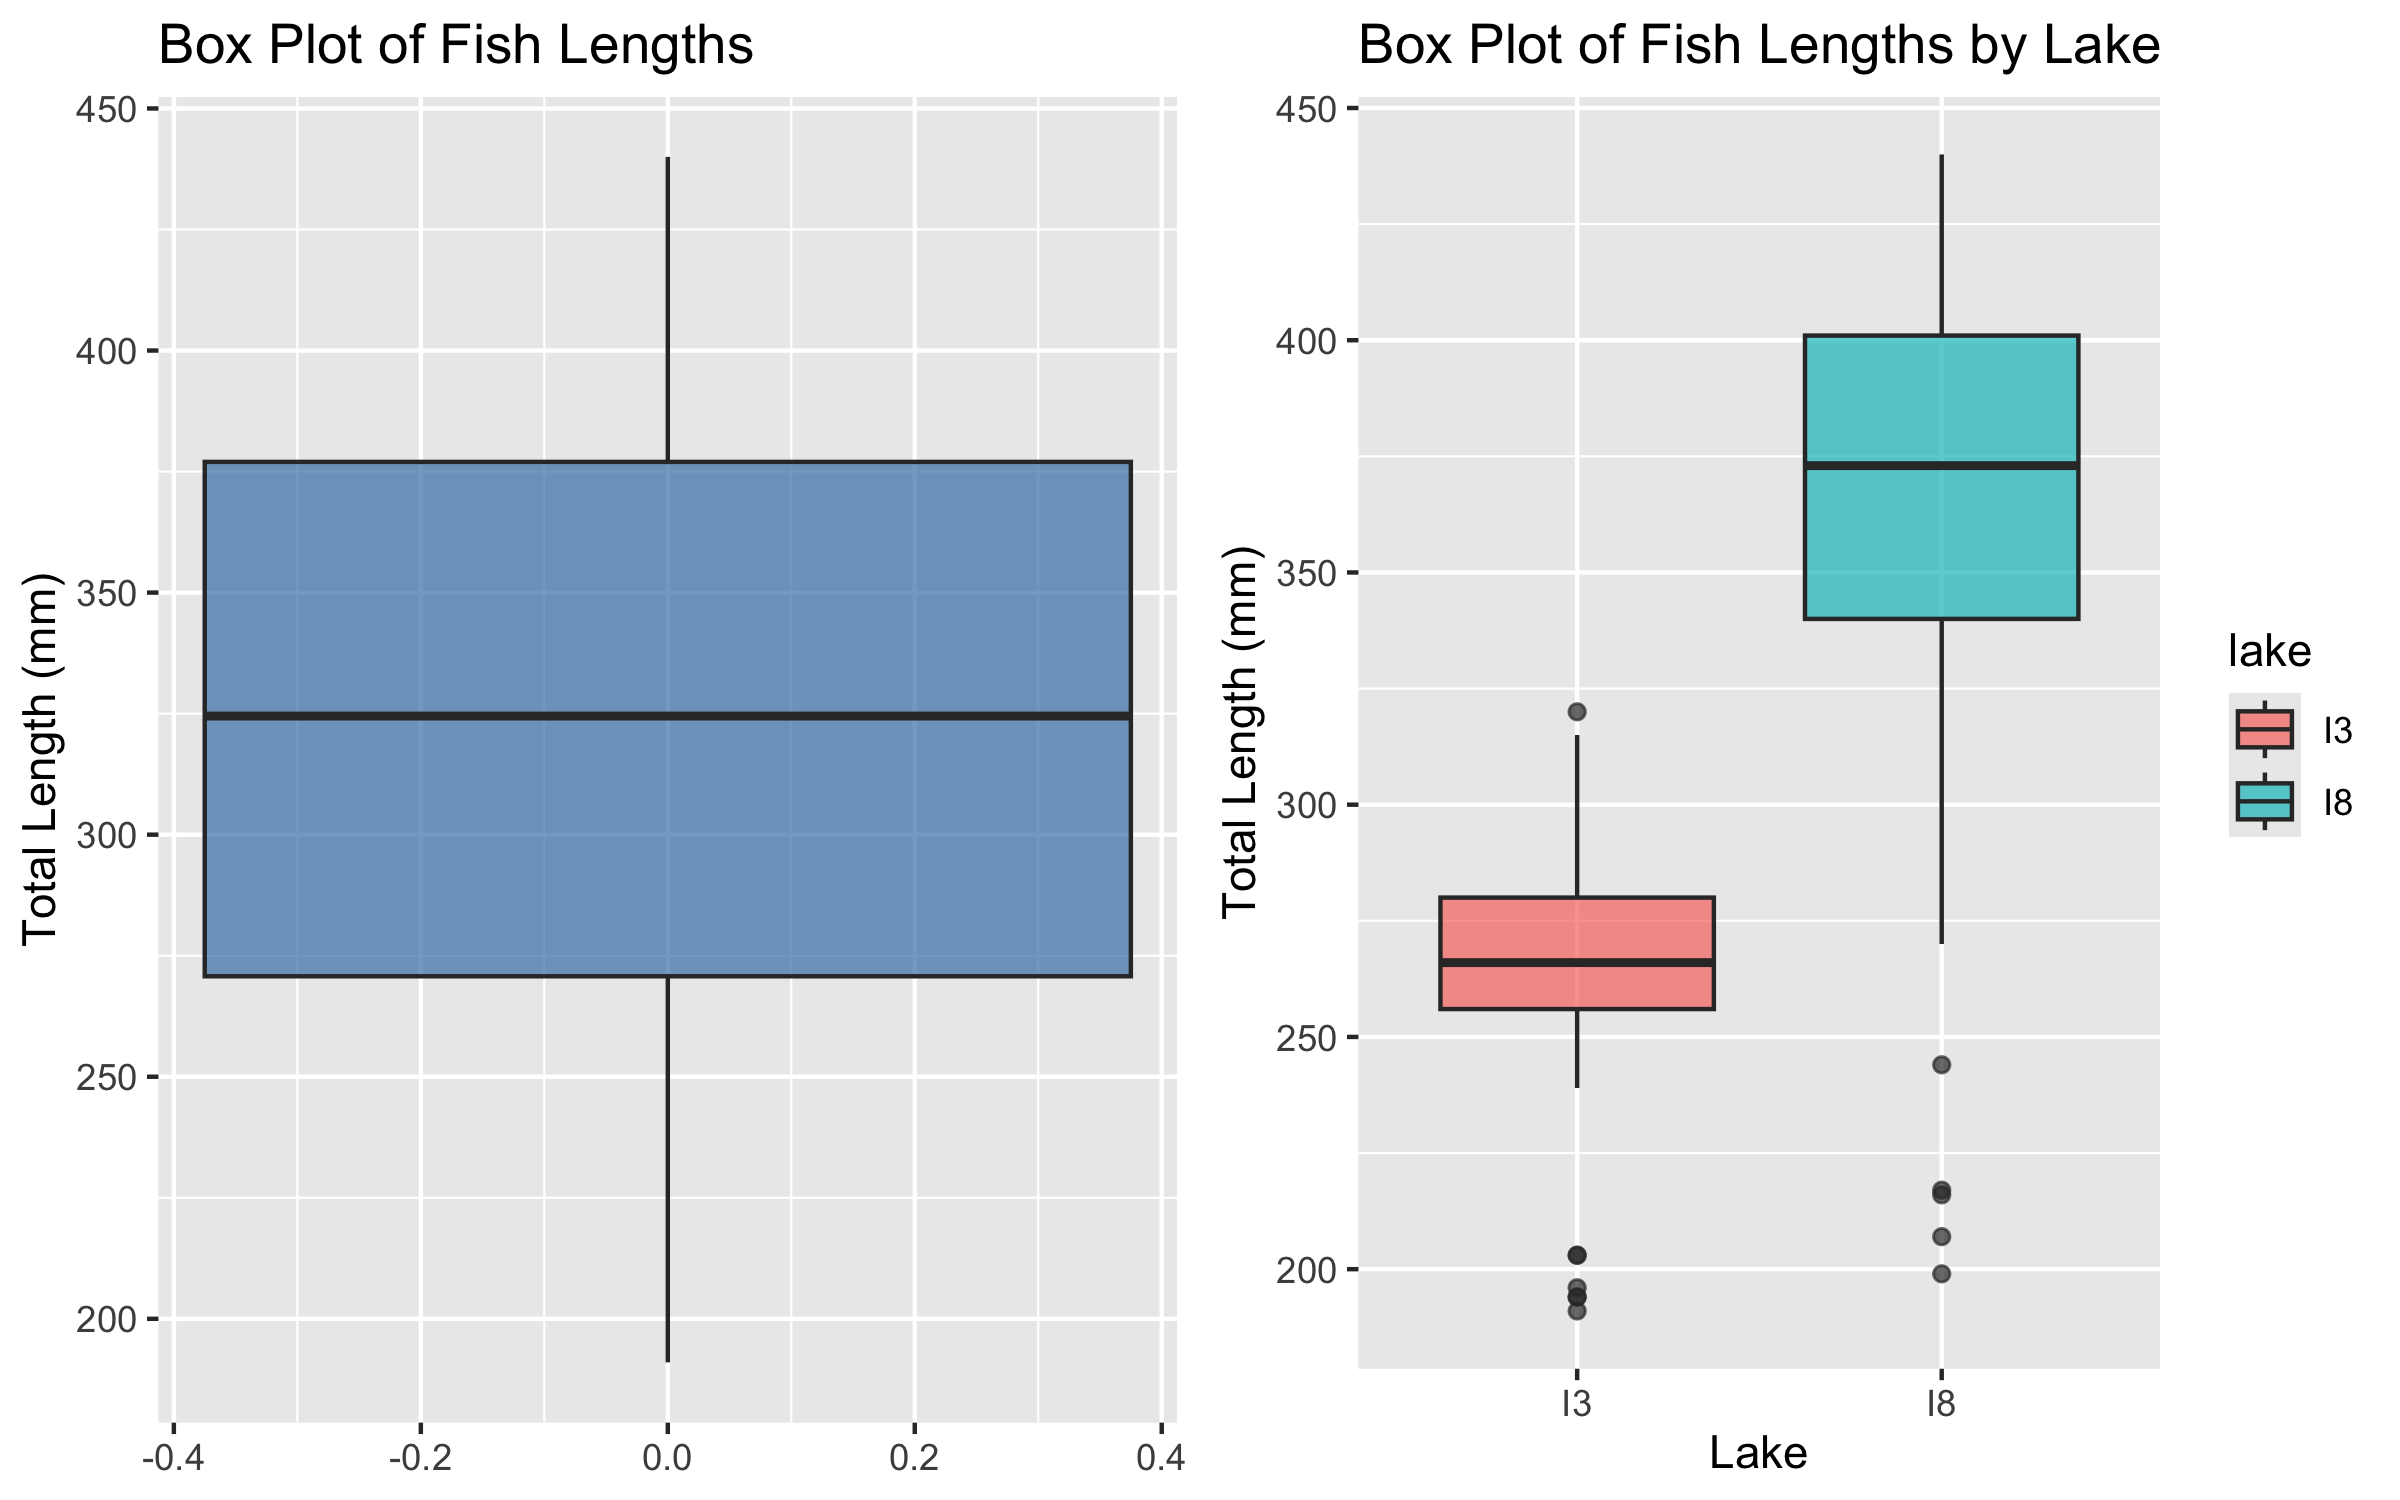 Box Plot of Fish Lengths
450
400
350
300
250
200
Total Length (mm)
-0.4 -0.2 0.0 0.2 0.4
Box Plot of Fish Lengths by Lake
450
400
350
300
250
200
Total Length (mm)
I3 I8
Lake
lake
I3
I8